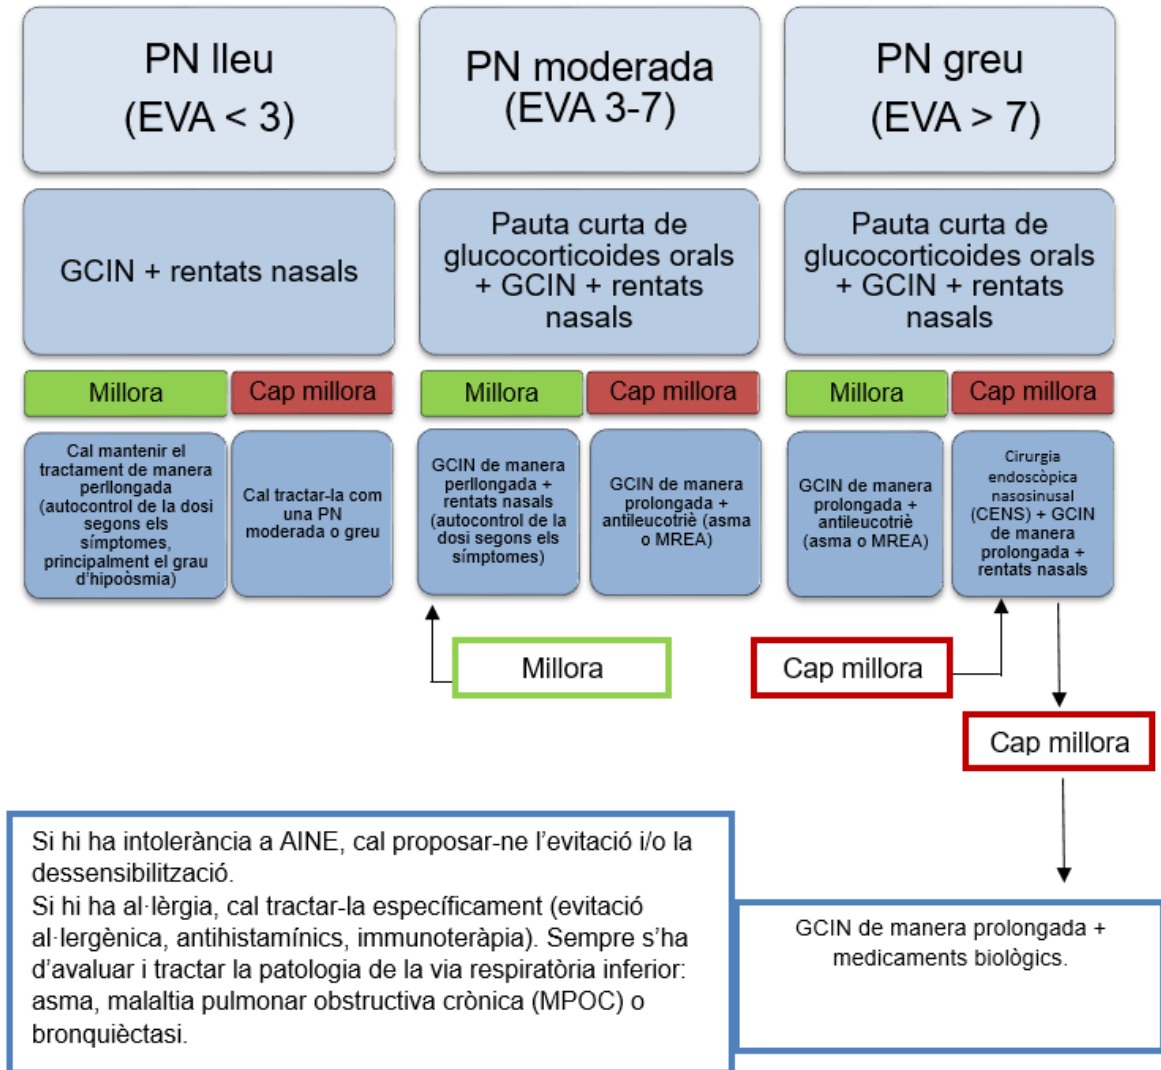 PN lleu
(EVA < 3)
PN moderada
(EVA 3-7)
PN greu
(EVA > 7)
GCIN + rentats nasals
Pauta curta de
glucocorticoides orals
+ GCIN + rentats
nasals
Pauta curta de
glucocorticoides orals
+ GCIN + rentats
nasals
Millora
Cap millora
Millora
Cap millora
Millora
Cap millora
Cal mantenir el
tractament de manera
perllongada
(autocontrol de la dosi
segons els
símptomes,
principalment el grau
d'hipoòsmia)
Cal tractar-la com
una PN
moderada o greu
GCIN de manera
perllongada +
rentats nasals
(autocontrol de la
dosi segons els
símptomes)
GCIN de manera
prolongada +
antileucotriè (asma
o MREA)
GCIN de manera
prolongada +
antileucotriè
(asma o MREA)
Cirurgia
endoscòpica
nasosinusal
(CENS) + GCIN
de manera
prolongada +
rentats nasals
Millora
Cap millora
Cap millora
Si hi ha intolerància a AINE, cal proposar-ne l'evitació i/o la
dessensibilització.
Si hi ha al·lèrgia, cal tractar-la específicament (evitació
al·lergènica, antihistamínics, immunoteràpia). Sempre s'ha
d'avaluar i tractar la patologia de la via respiratòria inferior:
asma, malaltia pulmonar obstructiva crònica (MPOC) o
bronquièctasi.
GCIN de manera prolongada +
medicaments biològics.